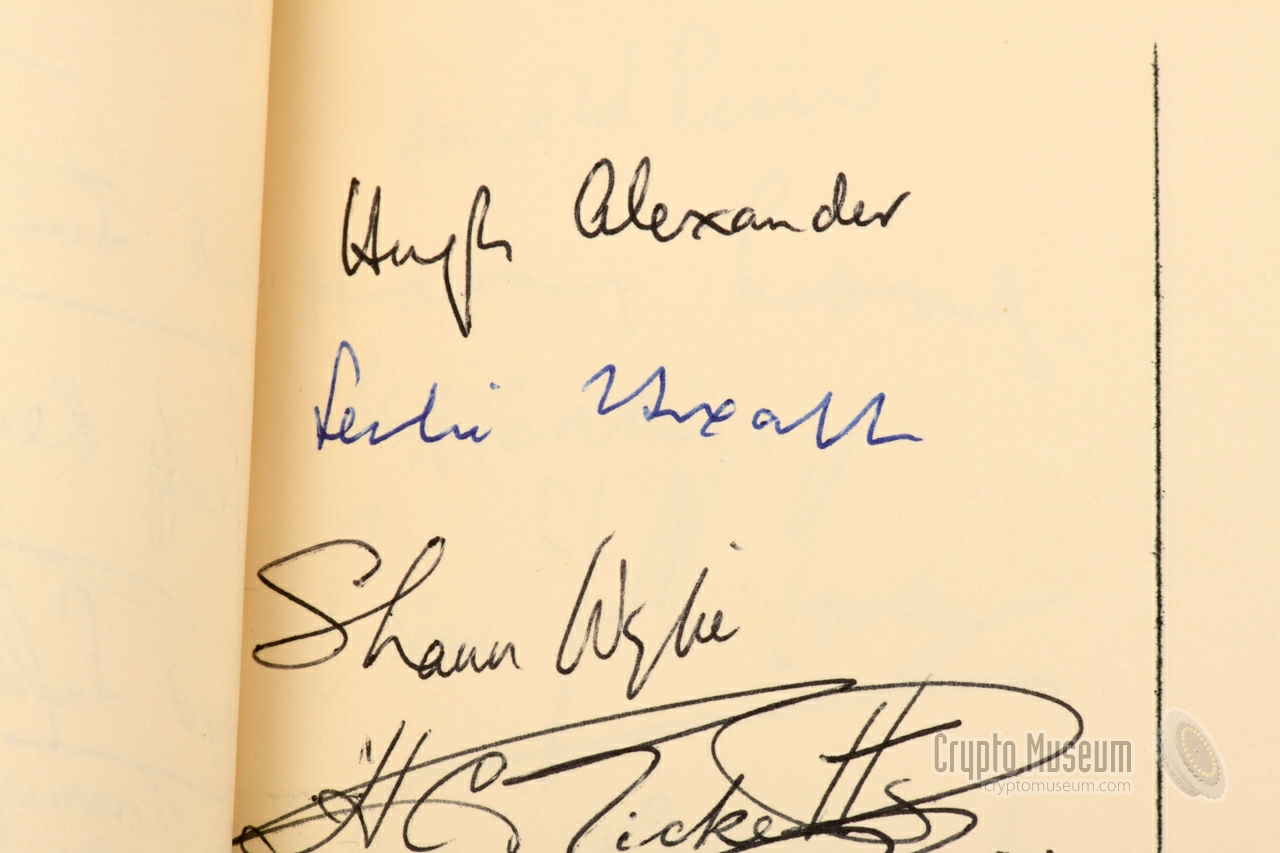 Hugh Alexander
Leslie Yoxall
Shaun Wylie
H C Ricketts
Crypto Museum
cryptomuseum.com